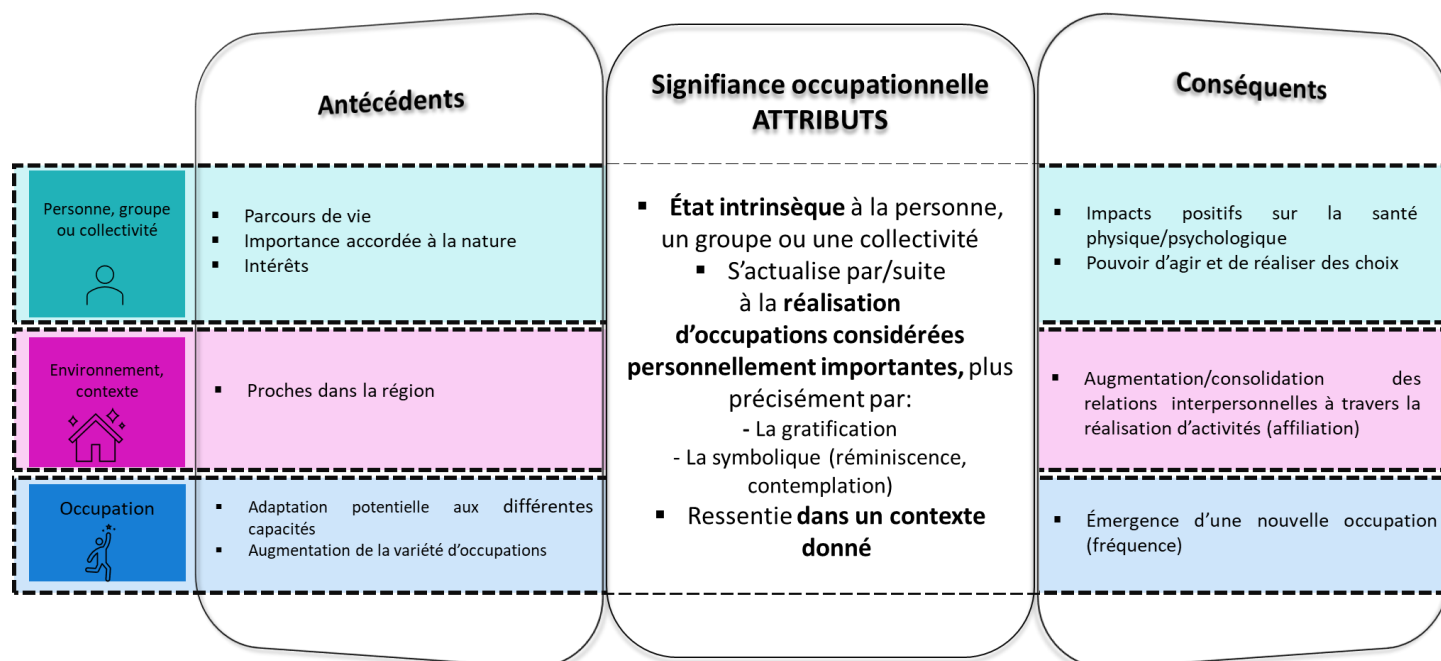 Antécédents
Signifiance occupationnelle
ATTRIBUTS
Conséquents
Personne, groupe
ou collectivité
▪ Parcours de vie
▪ Importance accordée à la nature
▪ Intérêts
▪ État intrinsèque à la personne,
un groupe ou une collectivité
▪ S’actualise par/suite
à la réalisation
d’occupations considérées
personnellement importantes, plus
précisément par:
- La gratification
- La symbolique (réminiscence,
contemplation)
▪ Ressentie dans un contexte
donné
▪ Impacts positifs sur la santé
physique/psychologique
▪ Pouvoir d’agir et de réaliser des choix
Environnement,
contexte
▪ Proches dans la région
▪ Augmentation/consolidation des
relations interpersonnelles à travers la
réalisation d’activités (affiliation)
Occupation
▪ Adaptation potentielle aux différentes
capacités
▪ Augmentation de la variété d’occupations
▪ Émergence d’une nouvelle occupation
(fréquence)